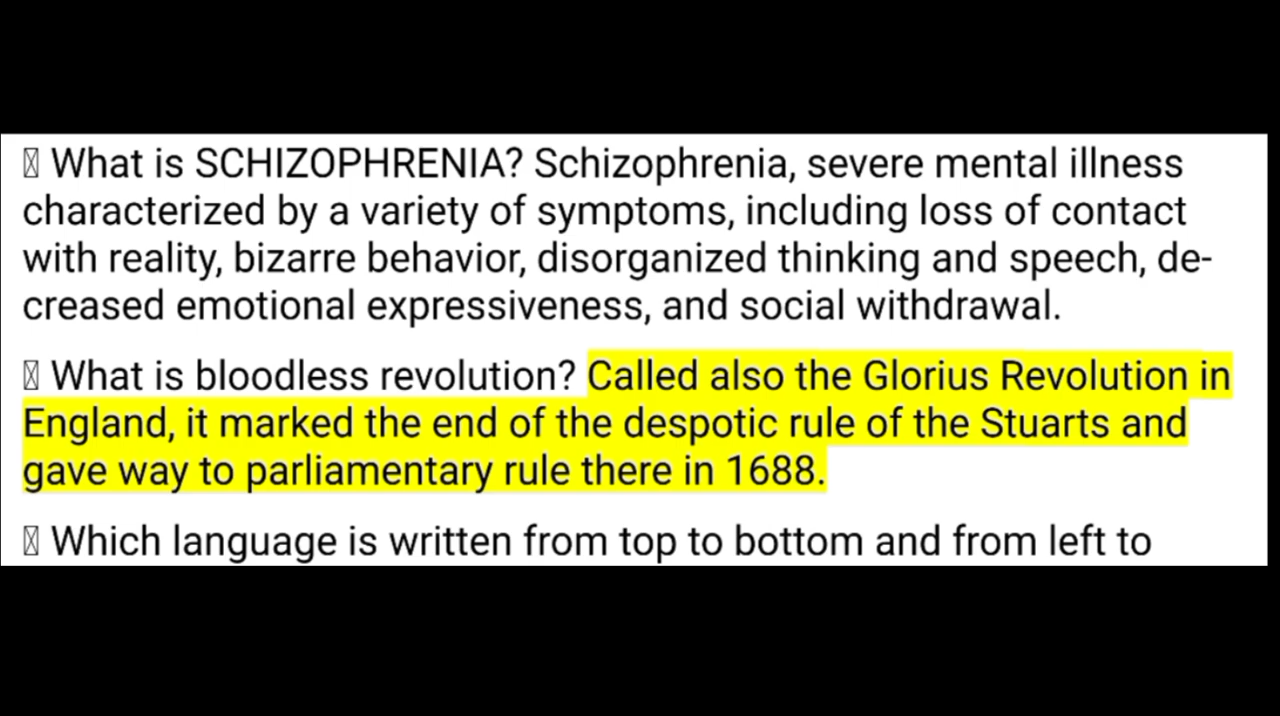 What is SCHIZOPHRENIA? Schizophrenia, severe mental illness
characterized by a variety of symptoms, including loss of contact
with reality, bizarre behavior, disorganized thinking and speech, de-
creased emotional expressiveness, and social withdrawal.
What is bloodless revolution? Called also the Glorius Revolution in
England, it marked the end of the despotic rule of the Stuarts and
gave way to parliamentary rule there in 1688.
Which language is written from top to bottom and from left to